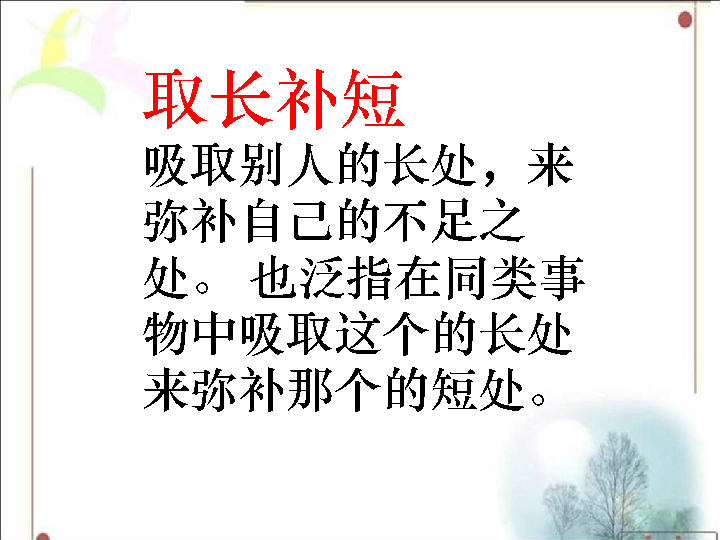 取长补短
吸取别人的长处，来
弥补自己的不足之
处。 也泛指在同类事
物中吸取这个的长处
来弥补那个的短处。